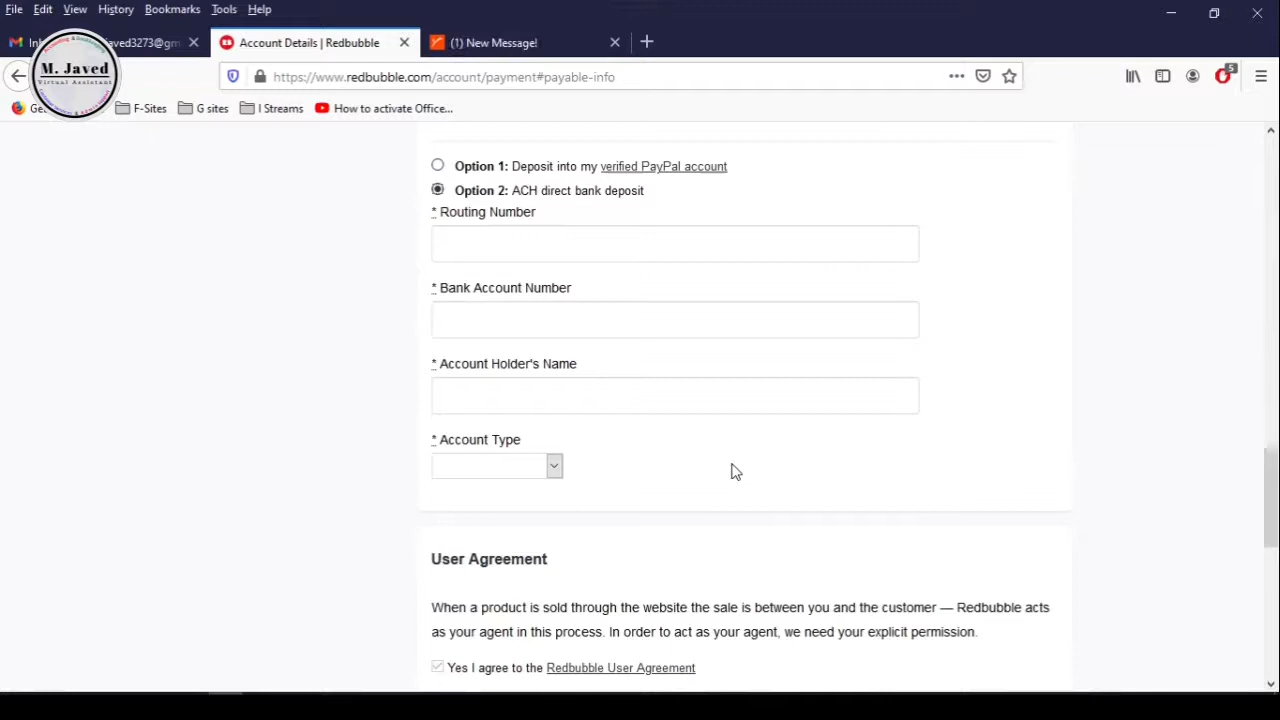 File Edit View History Bookmarks Tools Help
In
aved3273@gm
Account Details | Redbubble
(1) New Message!
M. Javed
Virtual Assistant
https://www.redbubble.com/account/payment#payable-info
5
Ge
F-Sites
G sites
I Streams
How to activate Office...
Option 1: Deposit into my verified PayPal account
Option 2: ACH direct bank deposit
* Routing Number
* Bank Account Number
* Account Holder's Name
* Account Type
User Agreement
When a product is sold through the website the sale is between you and the customer — Redbubble acts
as your agent in this process. In order to act as your agent, we need your explicit permission.
Yes I agree to the Redbubble User Agreement